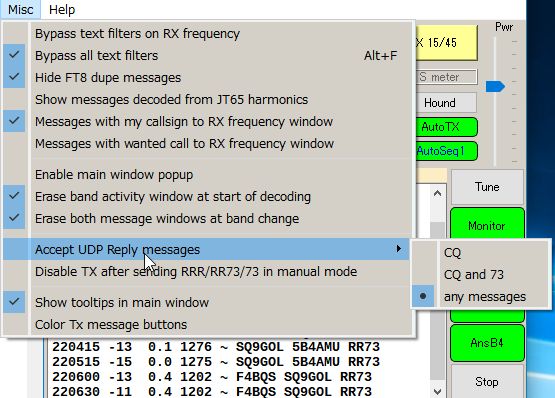 Misc Help
Bypass text filters on RX frequency
Bypass all text filters Alt+F
Hide FT8 dupe messages
Show messages decoded from JT65 harmonics
Messages with my callsign to RX frequency window
Messages with wanted call to RX frequency window
Enable main window popup
Erase band activity window at start of decoding
Erase both message windows at band change
Accept UDP Reply messages
Disable TX after sending RRR/RR73/73 in manual mode
Show tooltips in main window
Color Tx message buttons
CQ
CQ and 73
any messages
Pwr
X 15/45
S meter
Hound
AutoTX
AutoSeq1
Tune
Monitor
AnsB4
Stop
220415 -13 0.1 1276 ~ SQ9GOL 5B4AMU RR73
220515 -15 0.0 1275 ~ SQ9GOL 5B4AMU RR73
220600 -13 0.4 1202 ~ F4BQS SQ9GOL RR73
220630 -11 0.4 1202 ~ F4BQS SQ9GOL RR73